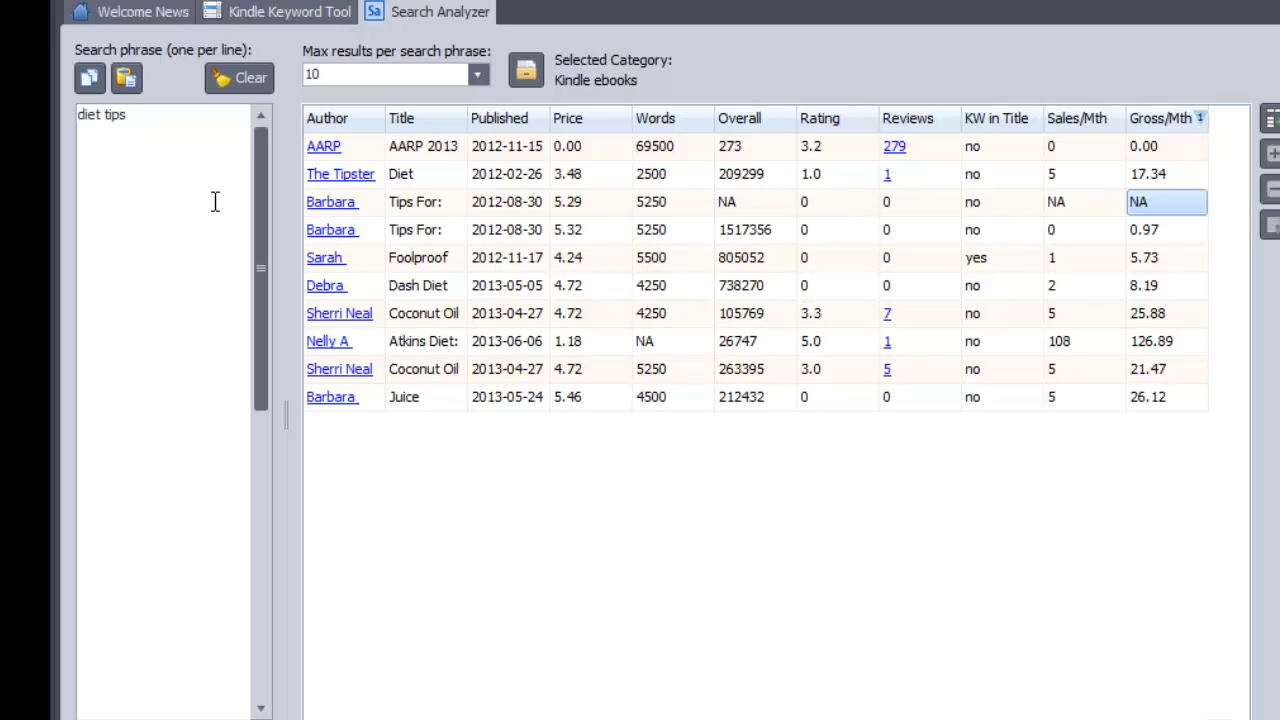 Welcome News Kindle Keyword Tool Sa Search Analyzer
Search phrase (one per line): Max results per search phrase: Selected Category:
Clear 10 Kindle ebooks
diet tips
Author Title Published Price Words Overall Rating Reviews KW in Title Sales/Mth Gross/Mth 1
AARP AARP 2013 2012-11-15 0.00 69500 273 3.2 279 no 0 0.00
The Tipster Diet 2012-02-26 3.48 2500 209299 1.0 1 no 5 17.34
Barbara Tips For: 2012-08-30 5.29 5250 NA 0 0 no NA NA
Barbara Tips For: 2012-08-30 5.32 5250 1517356 0 0 no 0 0.97
Sarah Foolproof 2012-11-17 4.24 5500 805052 0 0 yes 1 5.73
Debra Dash Diet 2013-05-05 4.72 4250 738270 0 0 no 2 8.19
Sherri Neal Coconut Oil 2013-04-27 4.72 4250 105769 3.3 7 no 5 25.88
Nelly A Atkins Diet: 2013-06-06 1.18 NA 26747 5.0 1 no 108 126.89
Sherri Neal Coconut Oil 2013-04-27 4.72 5250 263395 3.0 5 no 5 21.47
Barbara Juice 2013-05-24 5.46 4500 212432 0 0 no 5 26.12